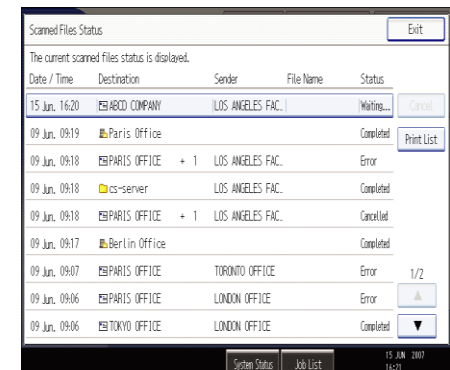 Scanned Files Status Exit
The current scanned files status is displayed.
Date / Time Destination Sender File Name Status
15 Jun. 16:20 ABCD COMPANY LOS ANGELES FAC... Waiting... Cancel
09 Jun. 09:19 Paris Office Completed Print List
09 Jun. 09:18 PARIS OFFICE + 1 LOS ANGELES FAC... Error
09 Jun. 09:18 cs-server LOS ANGELES FAC... Completed
09 Jun. 09:18 PARIS OFFICE + 1 LOS ANGELES FAC... Cancelled
09 Jun. 09:17 Berlin Office Completed
09 Jun. 09:07 PARIS OFFICE TORONTO OFFICE Error 1/2
09 Jun. 09:06 PARIS OFFICE LONDON OFFICE Error ▲
09 Jun. 09:06 TOKYO OFFICE LONDON OFFICE Completed ▼
System Status Job List 15 JUN 2007
16:21